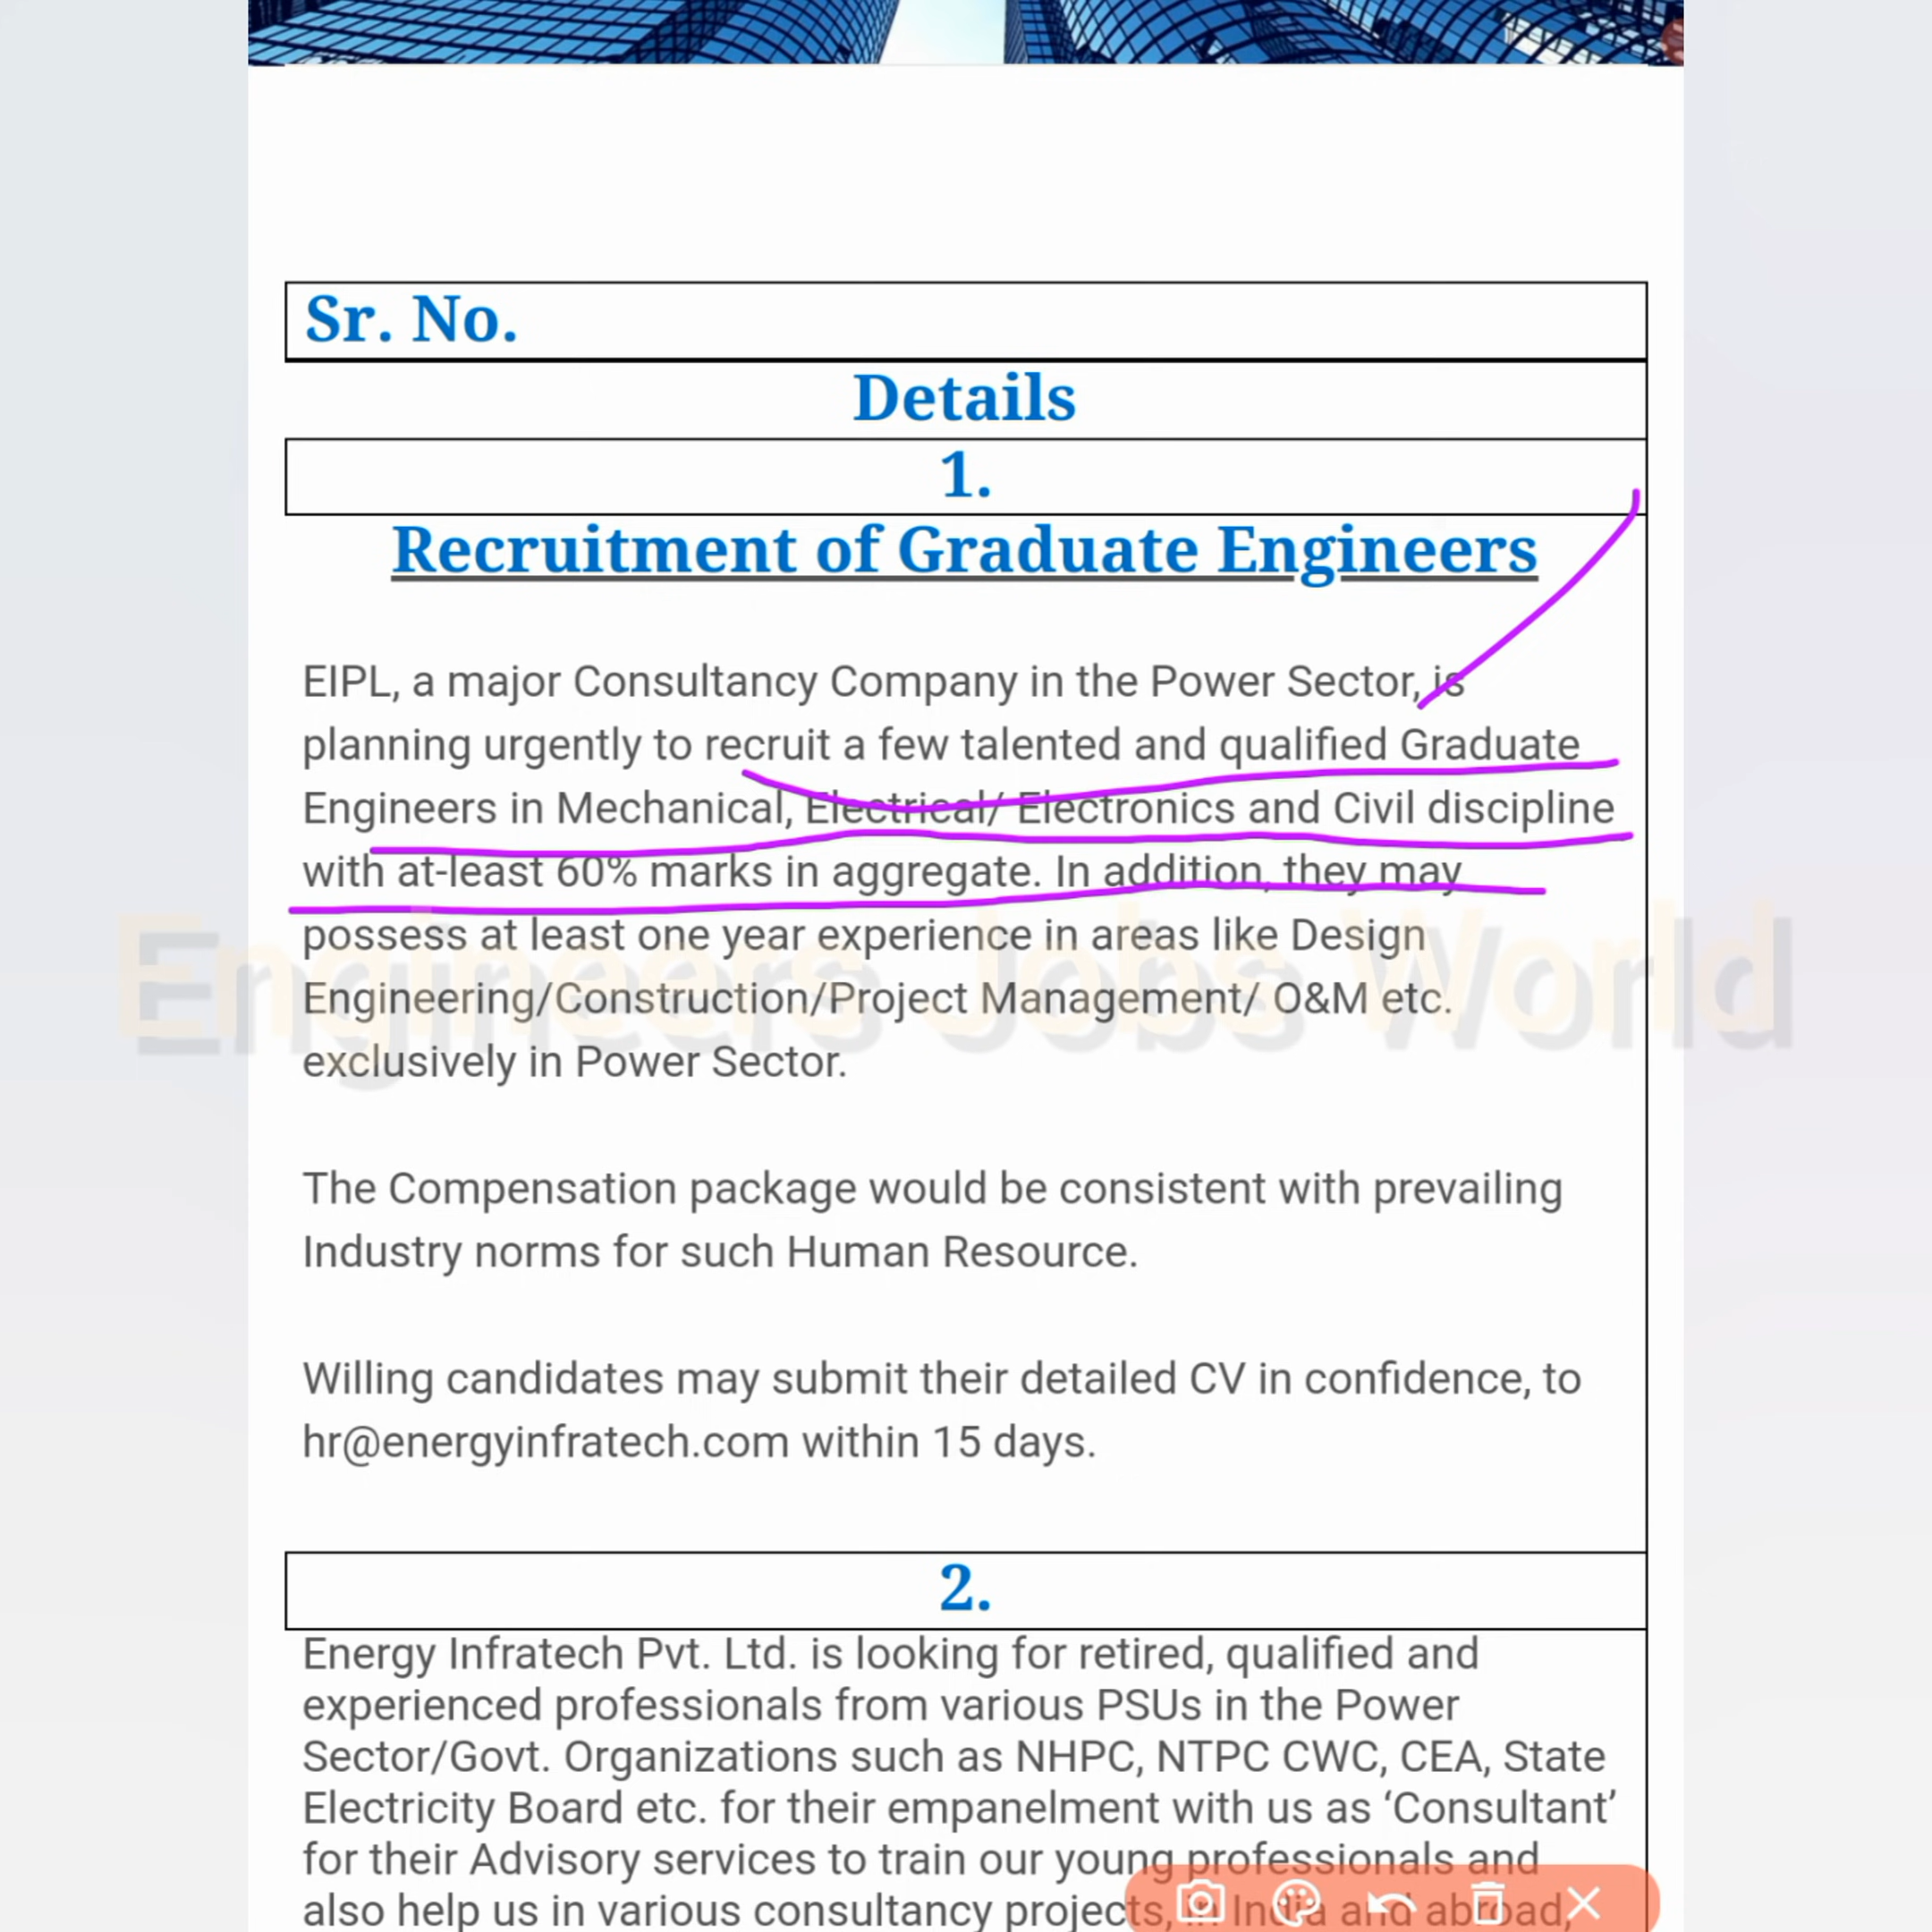 Sr. No.
Details
1.
Recruitment of Graduate Engineers
EIPL, a major Consultancy Company in the Power Sector, is
planning urgently to recruit a few talented and qualified Graduate
Engineers in Mechanical, Electrical/ Electronics and Civil discipline
with at-least 60% marks in aggregate. In addition, they may
possess at least one year experience in areas like Design
Engineering/Construction/Project Management/ O&M etc.
exclusively in Power Sector.
Engineers Jobs World
The Compensation package would be consistent with prevailing
Industry norms for such Human Resource.
Willing candidates may submit their detailed CV in confidence, to
hr@energyinfratech.com within 15 days.
2.
Energy Infratech Pvt. Ltd. is looking for retired, qualified and
experienced professionals from various PSUs in the Power
Sector/Govt. Organizations such as NHPC, NTPC CWC, CEA, State
Electricity Board etc. for their empanelment with us as ‘Consultant’
for their Advisory services to train our young professionals and
also help us in various consultancy projects, in India and abroad,